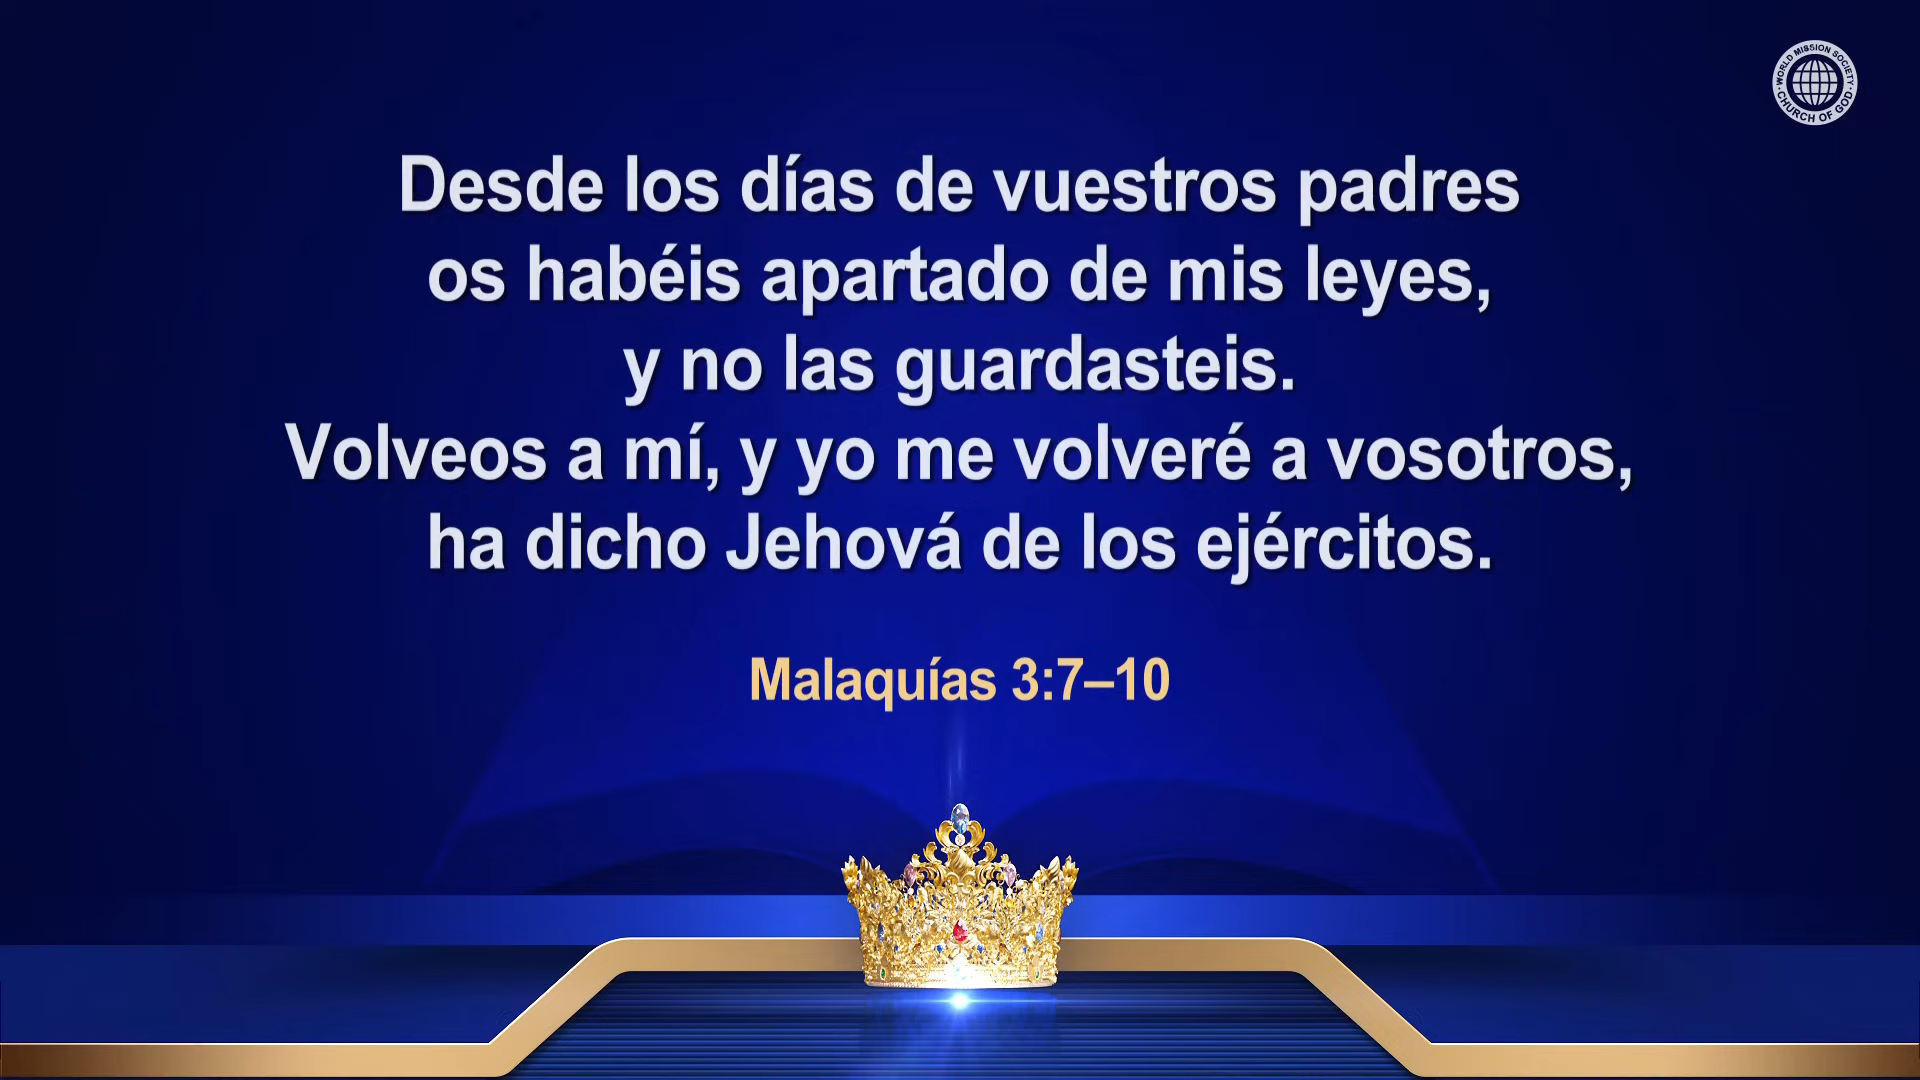 WORLD MISSION SOCIETY
CHURCH OF GOD
Desde los días de vuestros padres
os habéis apartado de mis leyes,
y no las guardasteis.
Volveos a mí, y yo me volveré a vosotros,
ha dicho Jehová de los ejércitos.
Malaquías 3:7–10